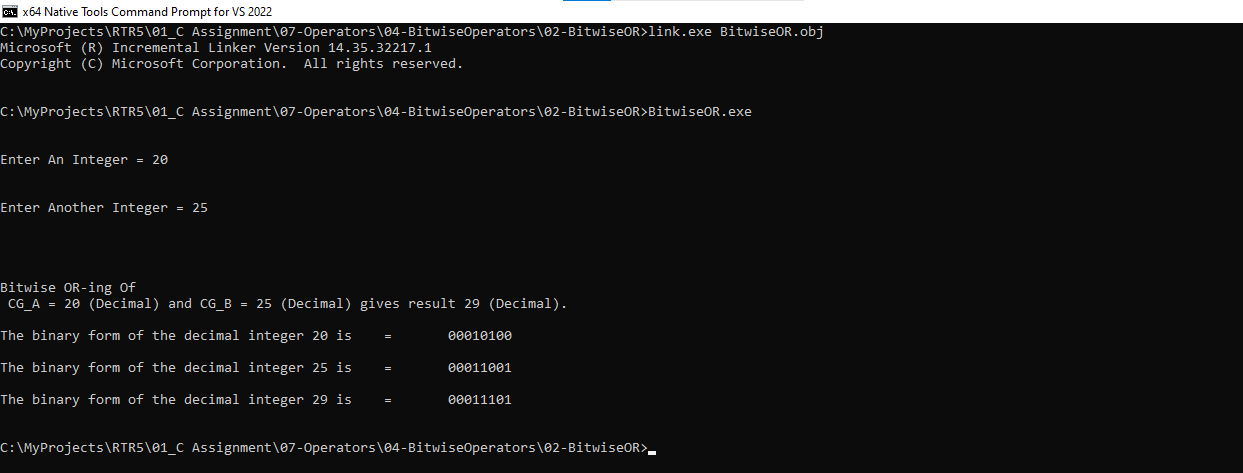 x64 Native Tools Command Prompt for VS 2022
C:\MyProjects\RTR5\01_C Assignment\07-Operators\04-BitwiseOperators\02-BitwiseOR>link.exe BitwiseOR.obj
Microsoft (R) Incremental Linker Version 14.35.32217.1
Copyright (C) Microsoft Corporation.  All rights reserved.
C:\MyProjects\RTR5\01_C Assignment\07-Operators\04-BitwiseOperators\02-BitwiseOR>BitwiseOR.exe
Enter An Integer = 20
Enter Another Integer = 25
Bitwise OR-ing Of
CG_A = 20 (Decimal) and CG_B = 25 (Decimal) gives result 29 (Decimal).
The binary form of the decimal integer 20 is    =       00010100
The binary form of the decimal integer 25 is    =       00011001
The binary form of the decimal integer 29 is    =       00011101
C:\MyProjects\RTR5\01_C Assignment\07-Operators\04-BitwiseOperators\02-BitwiseOR>